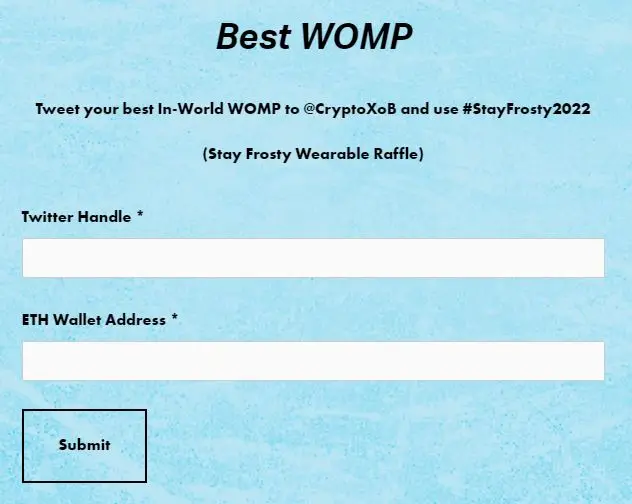 Best WOMP
Tweet your best In-World WOMP to @CryptoXoB and use #StayFrosty2022
(Stay Frosty Wearable Raffle)
Twitter Handle *
ETH Wallet Address *
Submit